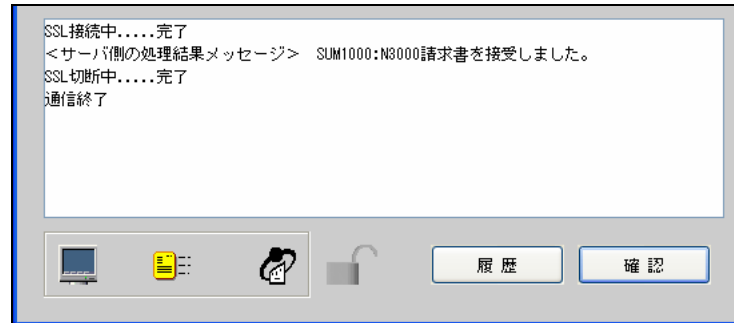 SSL接続中.....完了
<サーバ側の処理結果メッセージ> SUM1000:N3000請求書を接受しました。
SSL切断中.....完了
通信終了
履歴
確認